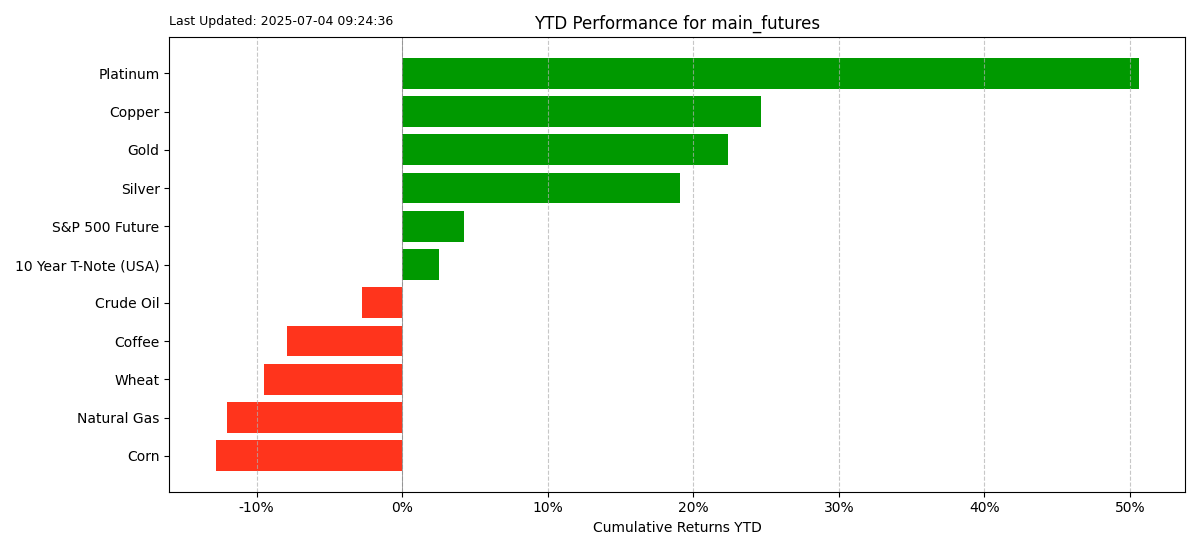 Last Updated: 2025-07-04 09:24:36
YTD Performance for main_futures
Platinum
Copper
Gold
Silver
S&P 500 Future
10 Year T-Note (USA)
Crude Oil
Coffee
Wheat
Natural Gas
Corn
-10% 0% 10% 20% 30% 40% 50%
Cumulative Returns YTD